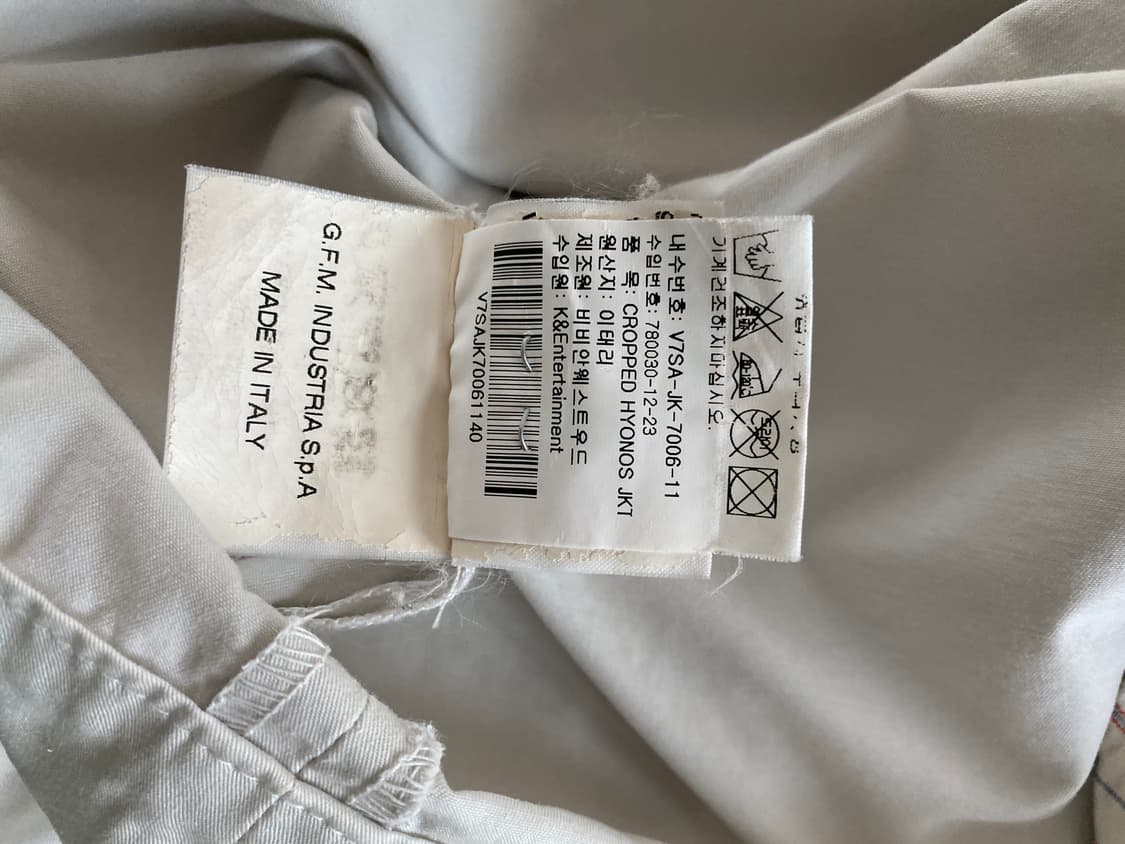 G.F.M. INDUSTRIA S.p.A
MADE IN ITALY
기계건조하지마십시오.
내수번호: V7SA-JK-7006-11
수입번호: 780030-12-23
품 목: CROPPED HYONOS JKT
원산지: 이태리
제조원: 비비안웨스트우드
수입원: K&Entertainment
V7SAJK70061140